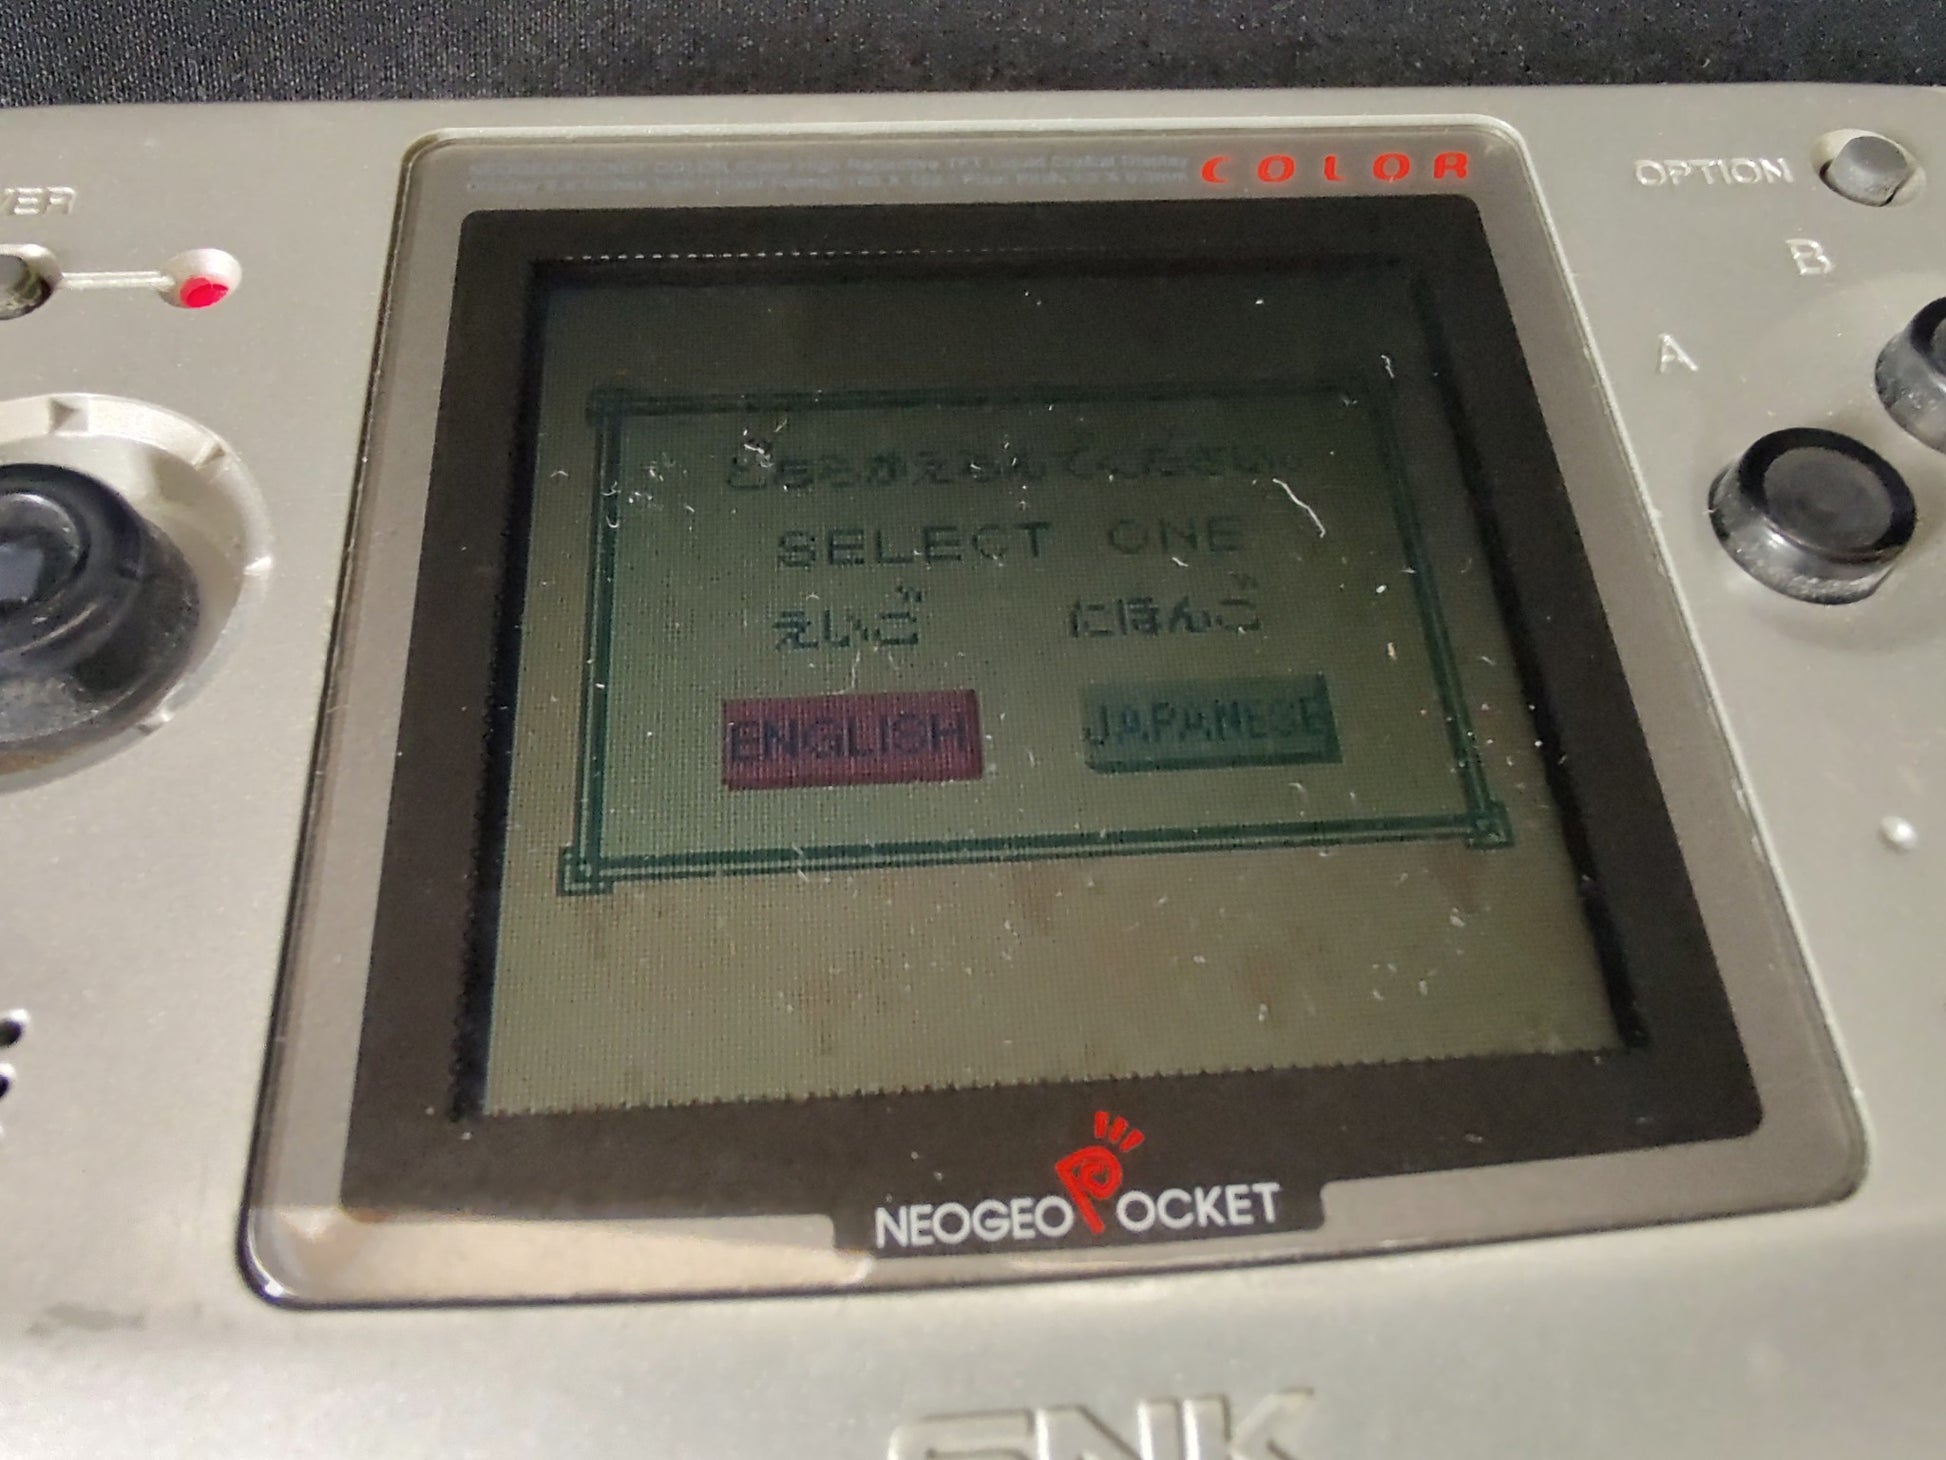 COLOR
OPTION
B
A
どちらかえらんでください。
SELECT ONE
えいご にほんご
ENGLISH JAPANESE
NEOGEO POCKET
SNK